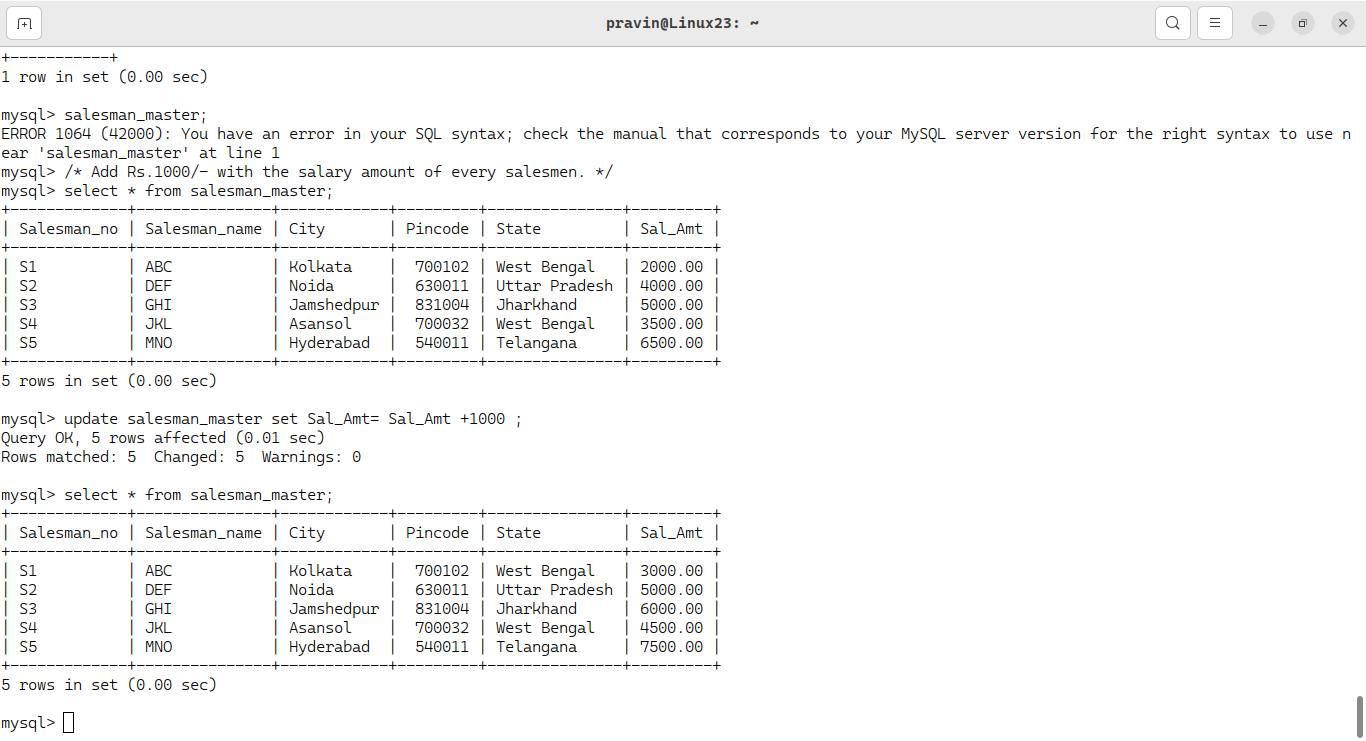 pravin@Linux23: ~
+-----------+
1 row in set (0.00 sec)
mysql> salesman_master;
ERROR 1064 (42000): You have an error in your SQL syntax; check the manual that corresponds to your MySQL server version for the right syntax to use n
ear 'salesman_master' at line 1
mysql> /* Add Rs.1000/- with the salary amount of every salesmen. */
mysql> select * from salesman_master;
+-------------+---------------+------------+---------+---------------+---------+
| Salesman_no | Salesman_name | City       | Pincode | State         | Sal_Amt |
+-------------+---------------+------------+---------+---------------+---------+
| S1          | ABC           | Kolkata    |  700102 | West Bengal   | 2000.00 |
| S2          | DEF           | Noida      |  630011 | Uttar Pradesh | 4000.00 |
| S3          | GHI           | Jamshedpur |  831004 | Jharkhand     | 5000.00 |
| S4          | JKL           | Asansol    |  700032 | West Bengal   | 3500.00 |
| S5          | MNO           | Hyderabad  |  540011 | Telangana     | 6500.00 |
+-------------+---------------+------------+---------+---------------+---------+
5 rows in set (0.00 sec)
mysql> update salesman_master set Sal_Amt= Sal_Amt +1000 ;
Query OK, 5 rows affected (0.01 sec)
Rows matched: 5  Changed: 5  Warnings: 0
mysql> select * from salesman_master;
+-------------+---------------+------------+---------+---------------+---------+
| Salesman_no | Salesman_name | City       | Pincode | State         | Sal_Amt |
+-------------+---------------+------------+---------+---------------+---------+
| S1          | ABC           | Kolkata    |  700102 | West Bengal   | 3000.00 |
| S2          | DEF           | Noida      |  630011 | Uttar Pradesh | 5000.00 |
| S3          | GHI           | Jamshedpur |  831004 | Jharkhand     | 6000.00 |
| S4          | JKL           | Asansol    |  700032 | West Bengal   | 4500.00 |
| S5          | MNO           | Hyderabad  |  540011 | Telangana     | 7500.00 |
+-------------+---------------+------------+---------+---------------+---------+
5 rows in set (0.00 sec)
mysql>